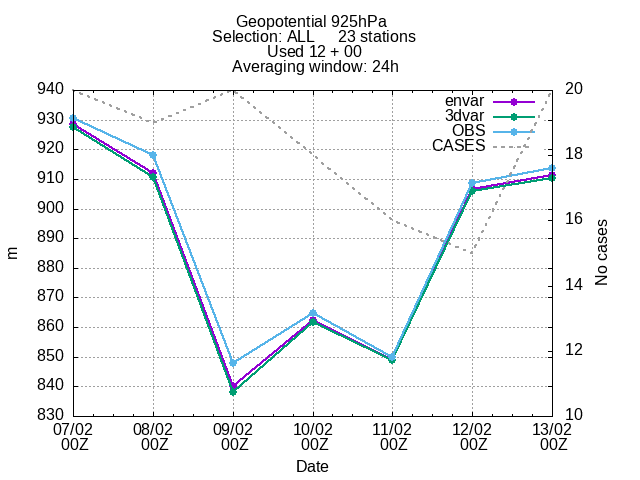 Geopotential 925hPa
Selection: ALL 23 stations
Used 12 + 00
Averaging window: 24h
940
930
920
910
900
890
880
870
860
850
840
830
m
20
18
16
14
12
10
No cases
envar
3dvar
OBS
CASES
07/02 08/02 09/02 10/02 11/02 12/02 13/02
00Z 00Z 00Z 00Z 00Z 00Z 00Z
Date